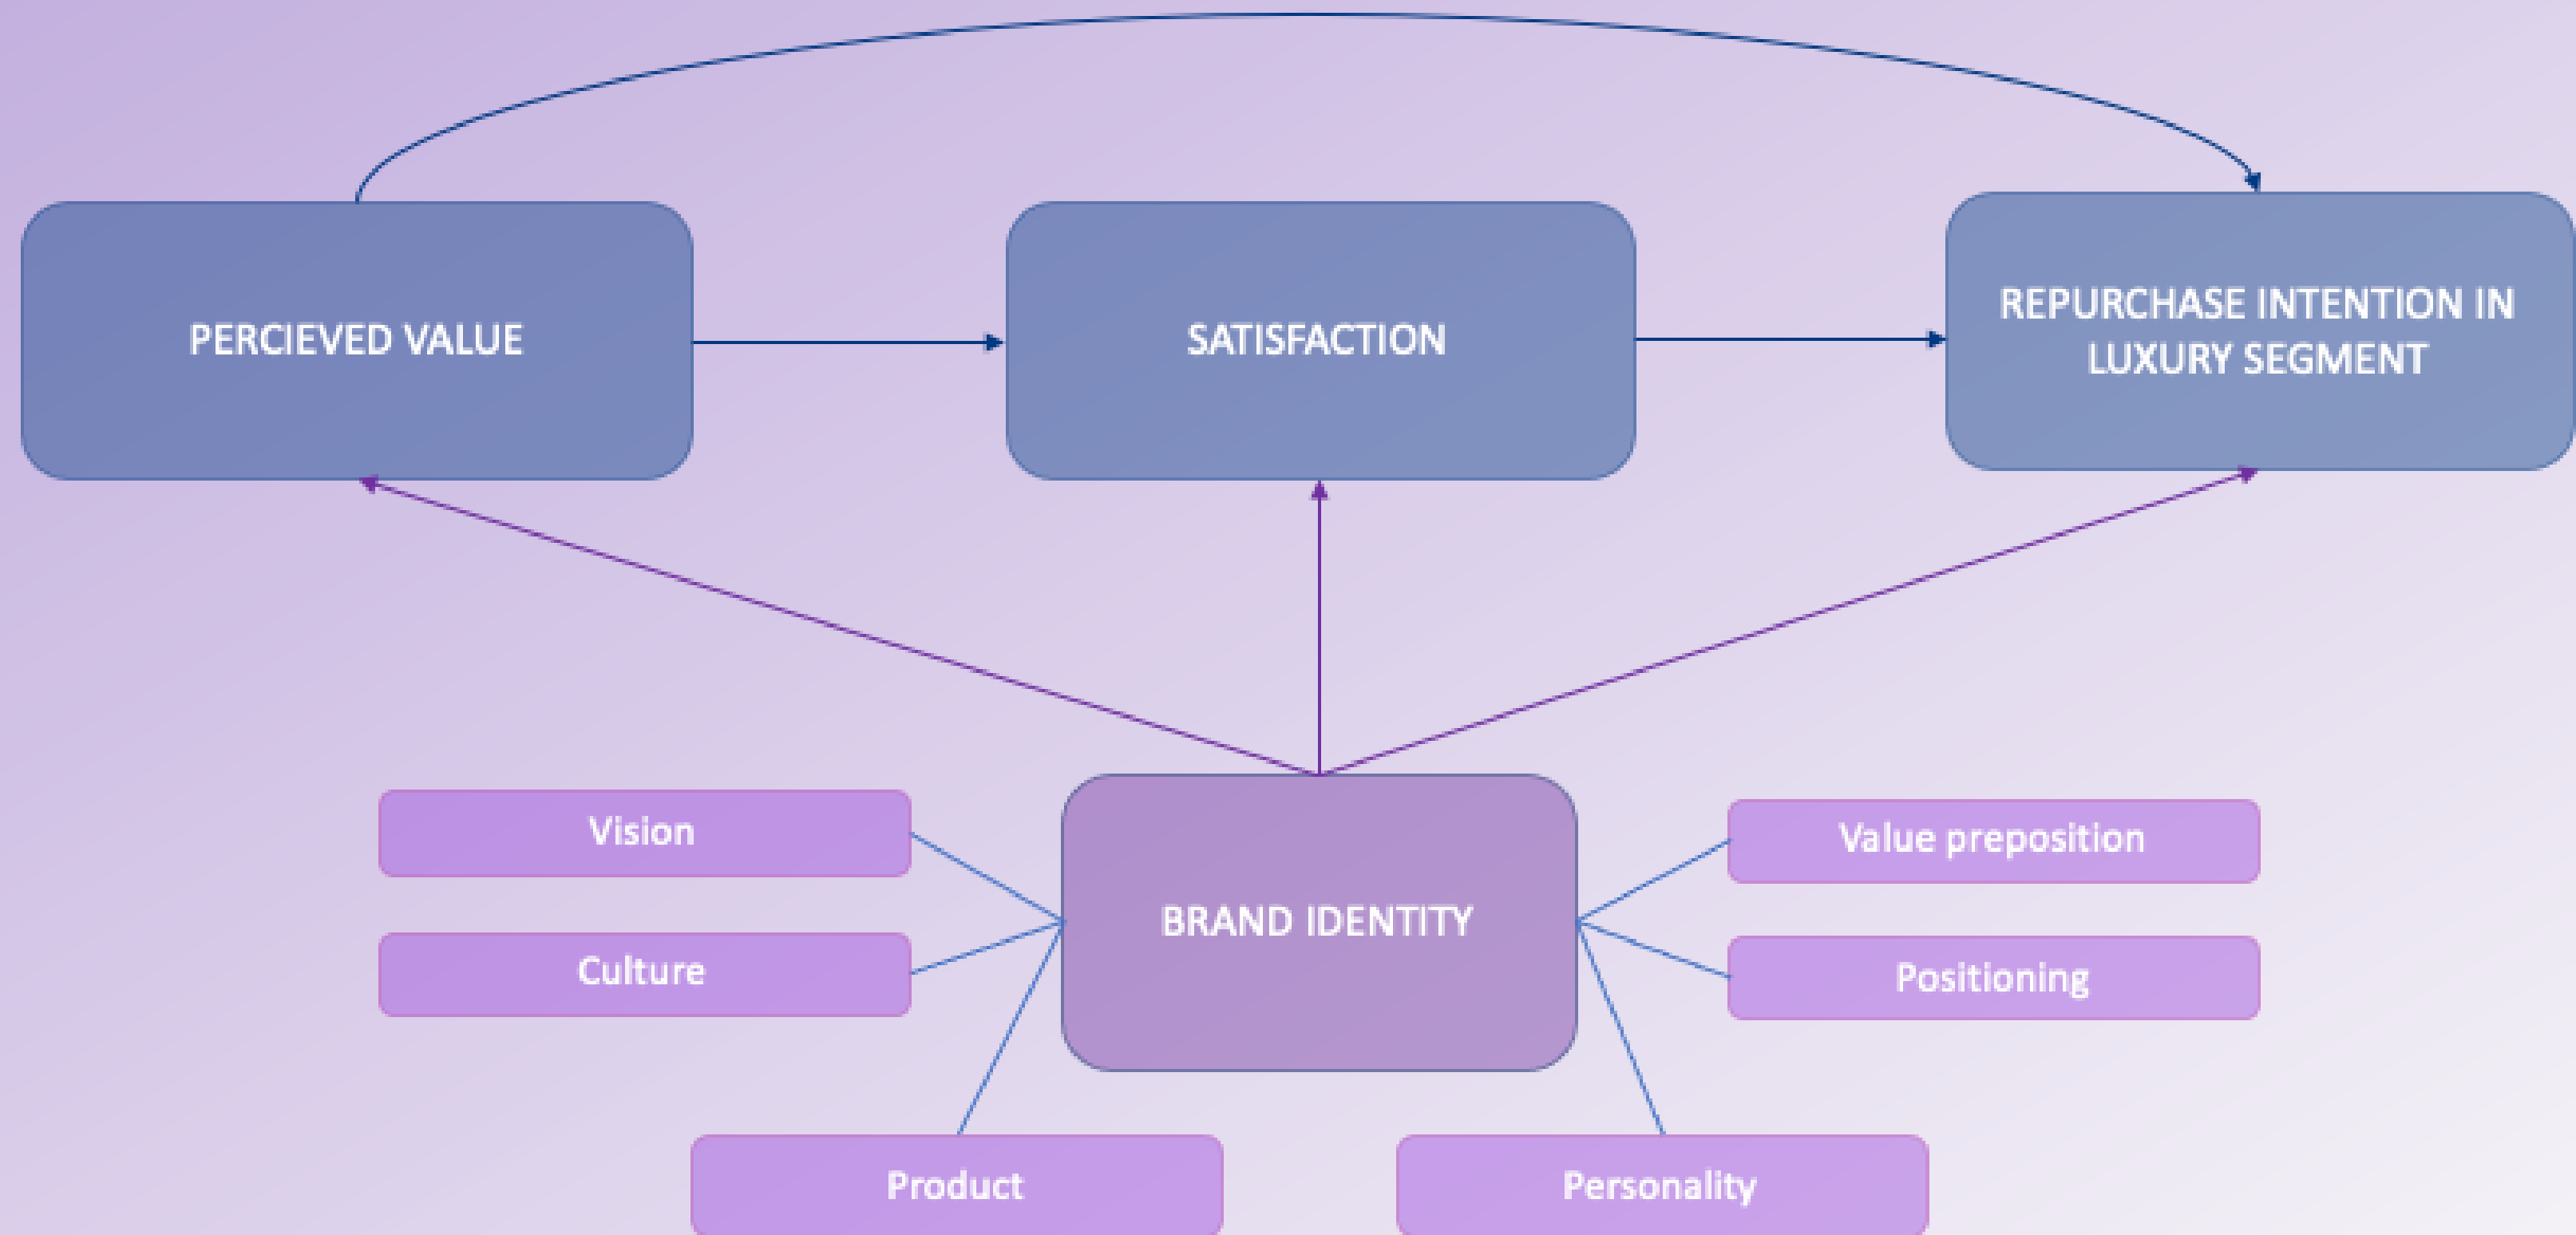 PERCIEVED VALUE
SATISFACTION
REPURCHASE INTENTION IN
LUXURY SEGMENT
BRAND IDENTITY
Vision
Culture
Product
Value preposition
Positioning
Personality